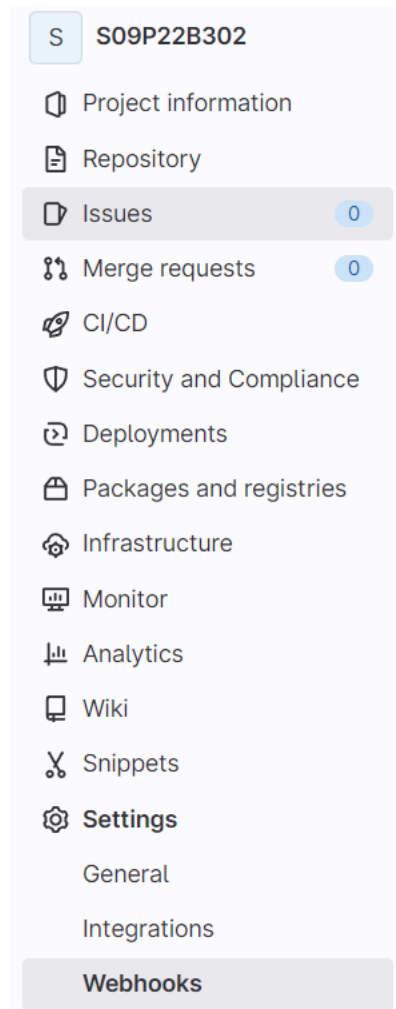 S S09P22B302
Project information
Repository
Issues 0
Merge requests 0
CI/CD
Security and Compliance
Deployments
Packages and registries
Infrastructure
Monitor
Analytics
Wiki
Snippets
Settings
General
Integrations
Webhooks